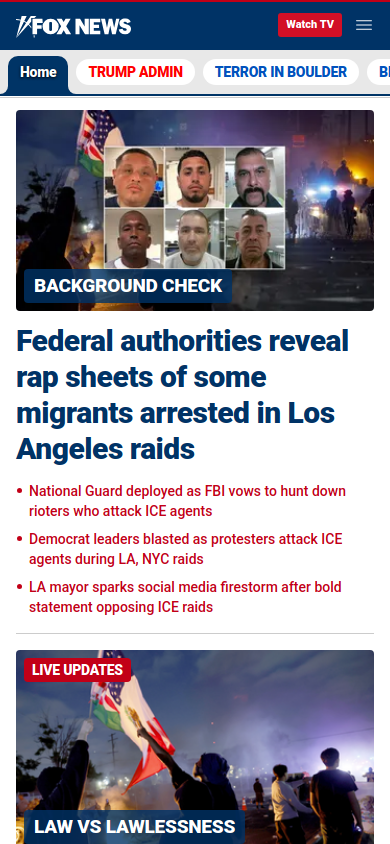 FOX NEWS
Watch TV
Home
TRUMP ADMIN
TERROR IN BOULDER
BACKGROUND CHECK
Federal authorities reveal
rap sheets of some
migrants arrested in Los
Angeles raids
• National Guard deployed as FBI vows to hunt down
rioters who attack ICE agents
• Democrat leaders blasted as protesters attack ICE
agents during LA, NYC raids
• LA mayor sparks social media firestorm after bold
statement opposing ICE raids
LIVE UPDATES
LAW VS LAWLESSNESS